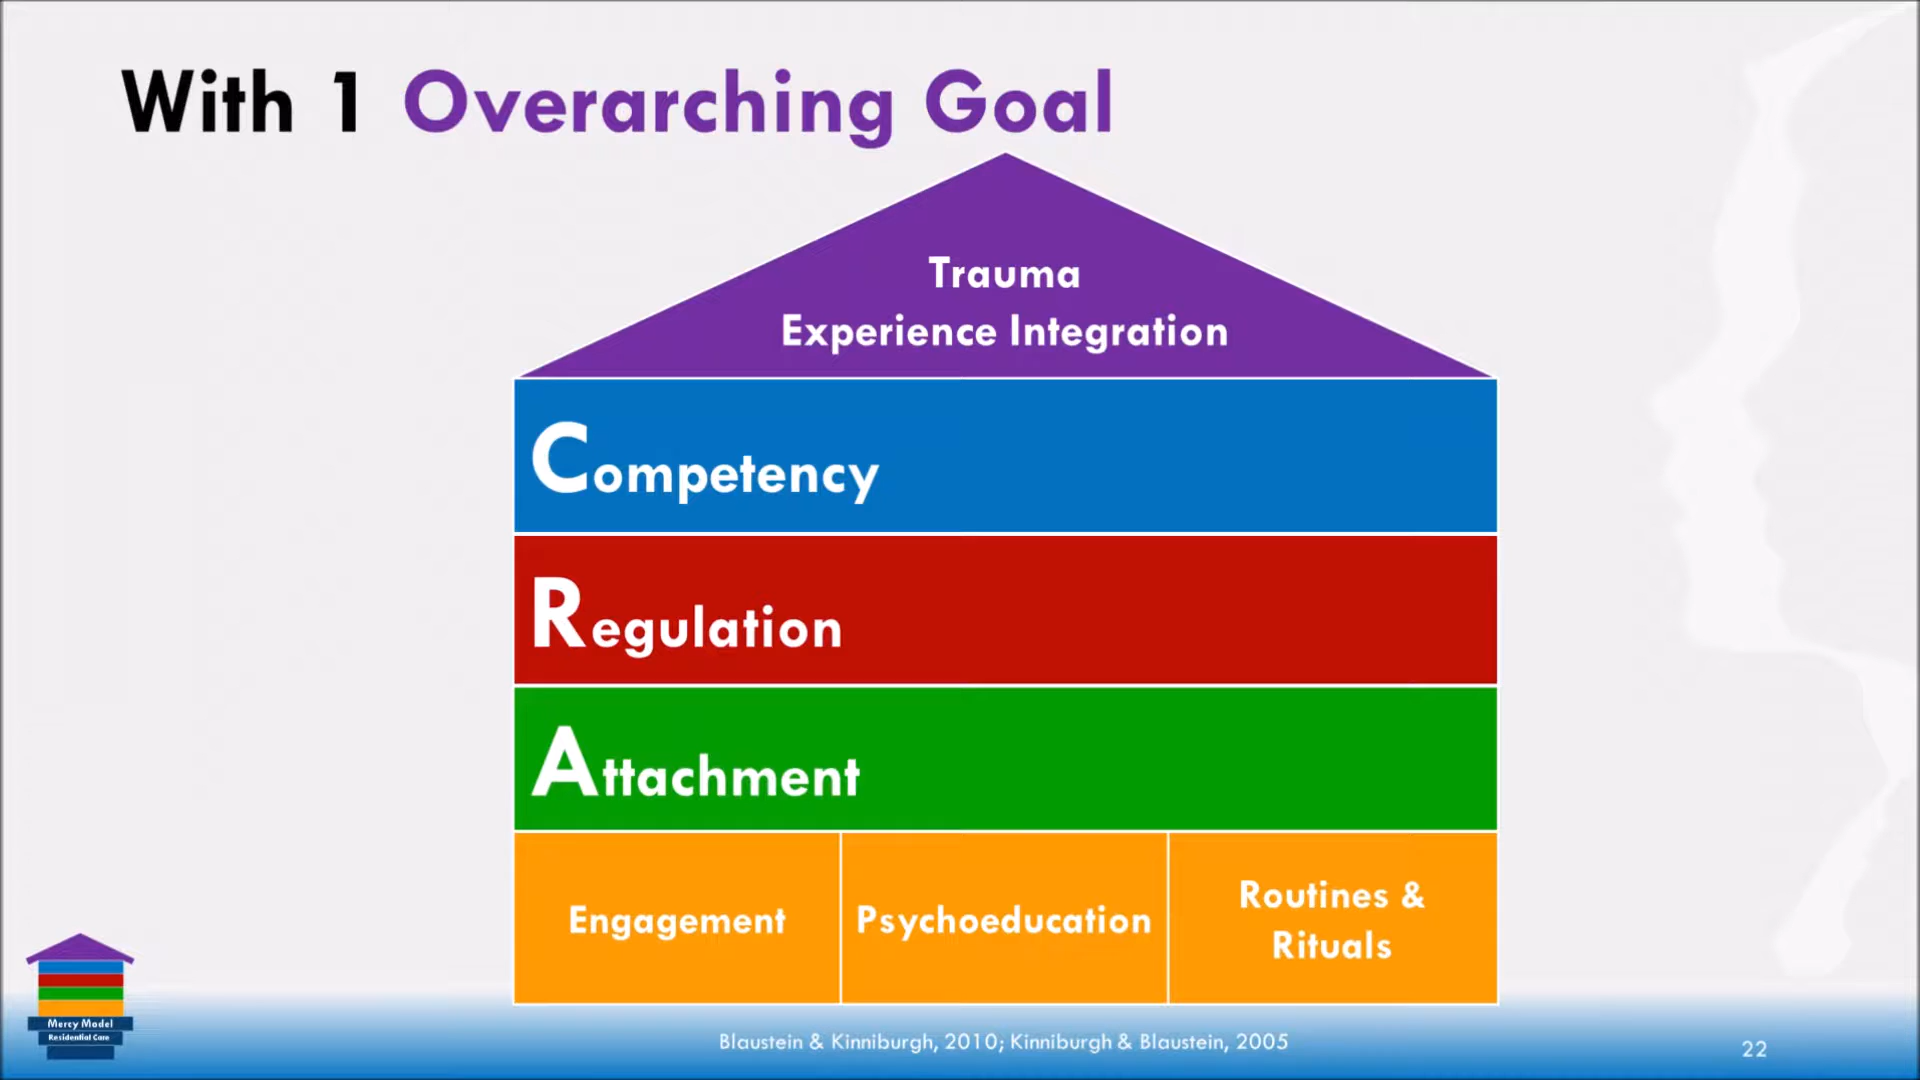 With 1 Overarching Goal
Trauma
Experience Integration
Competency
Regulation
Attachment
Engagement
Psychoeducation
Routines &
Rituals
Mercy Model
Residential Care
Blaustein & Kinniburgh, 2010; Kinniburgh & Blaustein, 2005
22